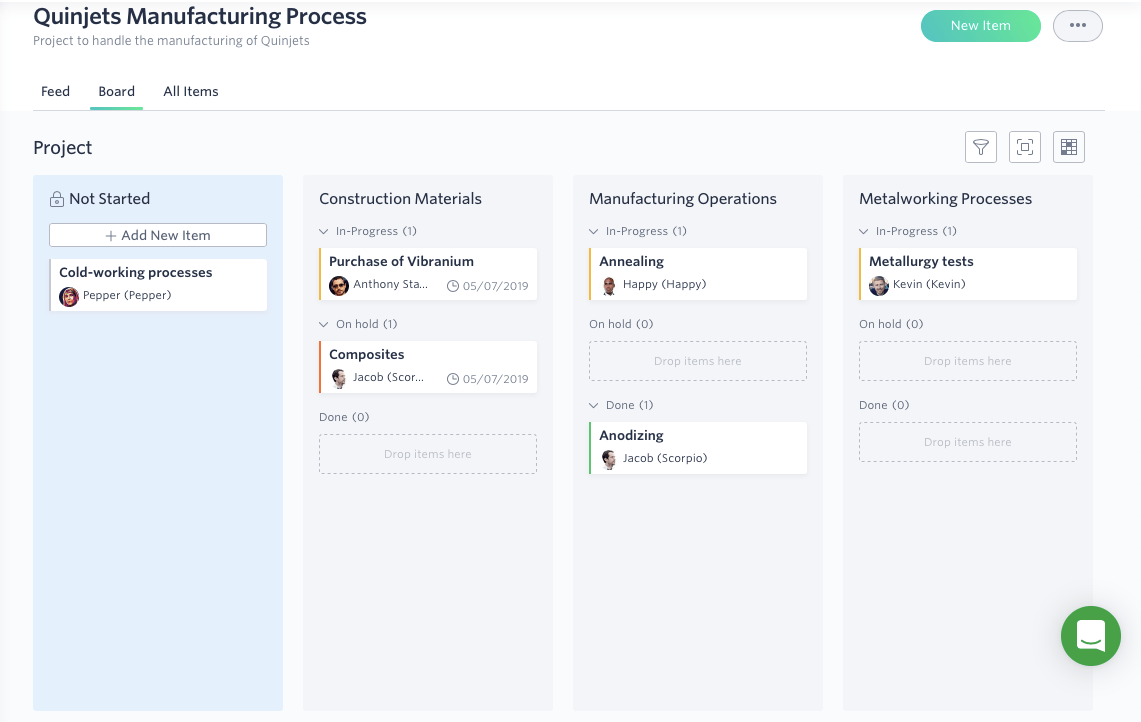 Quinjets Manufacturing Process
Project to handle the manufacturing of Quinjets
New Item
Feed
Board
All Items
Project
Not Started
+ Add New Item
Cold-working processes
Pepper (Pepper)
Construction Materials
In-Progress (1)
Purchase of Vibranium
Anthony Sta... 05/07/2019
On hold (1)
Composites
Jacob (Scor... 05/07/2019
Done (0)
Drop items here
Manufacturing Operations
In-Progress (1)
Annealing
Happy (Happy)
On hold (0)
Drop items here
Done (1)
Anodizing
Jacob (Scorpio)
Metalworking Processes
In-Progress (1)
Metallurgy tests
Kevin (Kevin)
On hold (0)
Drop items here
Done (0)
Drop items here